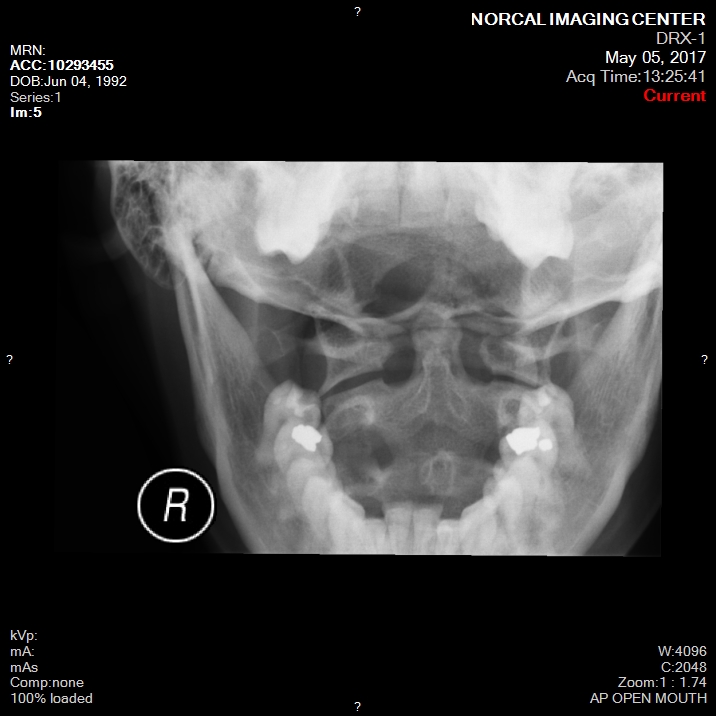 ?
NORCAL IMAGING CENTER
DRX-1
May 05, 2017
Acq Time:13:25:41
Current
MRN:
ACC:10293455
DOB:Jun 04, 1992
Series:1
Im:5
?
?
R
kVp:
mA:
mAs
Comp:none
100% loaded
W:4096
C:2048
Zoom:1 : 1.74
AP OPEN MOUTH
?